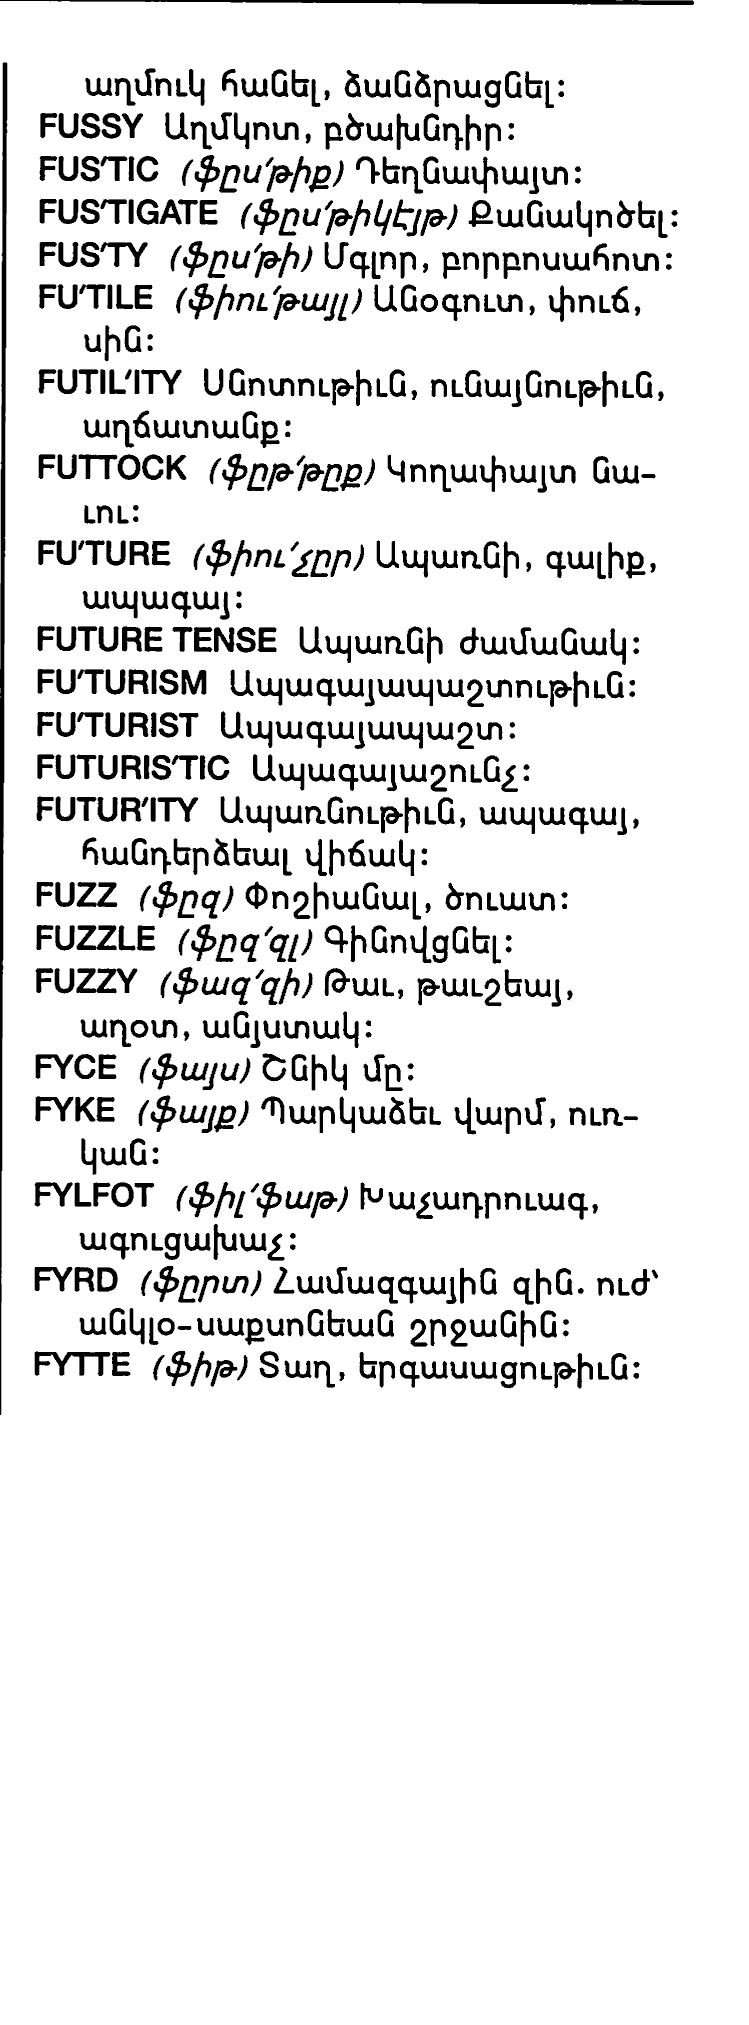 աղմուկ հանել, ձանձրացնել։
FUSSY Աղմկոտ, բծախնդիր։
FUS′TIC (ֆըս′թիք) Դեղնափայտ։
FUS′TIGATE (ֆըս′թիկէյթ) Քանակոծել։
FUS′TY (ֆըս′թի) Մգլոր, բորբոսահոտ։
FU′TILE (ֆիու′թայլ) Անօգուտ, փուճ,
սին։
FUTIL′ITY Սնոտութիւն, ունայնութիւն,
աղճատանք։
FUTTOCK (ֆըթ′թըք) Կողափայտ նա-
ւու։
FU′TURE (ֆիու′չըր) Ապառնի, գալիք,
ապագայ։
FUTURE TENSE Ապառնի ժամանակ։
FU′TURISM Ապագայապաշտութիւն։
FU′TURIST Ապագայապաշտ։
FUTURIS′TIC Ապագայաշունչ։
FUTUR′ITY Ապառնութիւն, ապագայ,
հանդերձեալ վիճակ։
FUZZ (ֆըզ) Փոշիանալ, ծուատ։
FUZZLE (ֆըզ′զլ) Գինովցնել։
FUZZY (ֆազ′զի) Թաւ, թաւշեայ,
աղօտ, անյստակ։
FYCE (ֆայս) Շնիկ մը։
FYKE (ֆայք) Պարկաձեւ վարմ, ուռ-
կան։
FYLFOT (ֆիլ′ֆաթ) Խաչադրուագ,
ագուցախաչ։
FYRD (ֆըրտ) Համազգային զին. ուժ՝
անկլօ-սաքսոնեան շրջանին։
FYTTE (ֆիթ) Տաղ, երգասացութիւն։